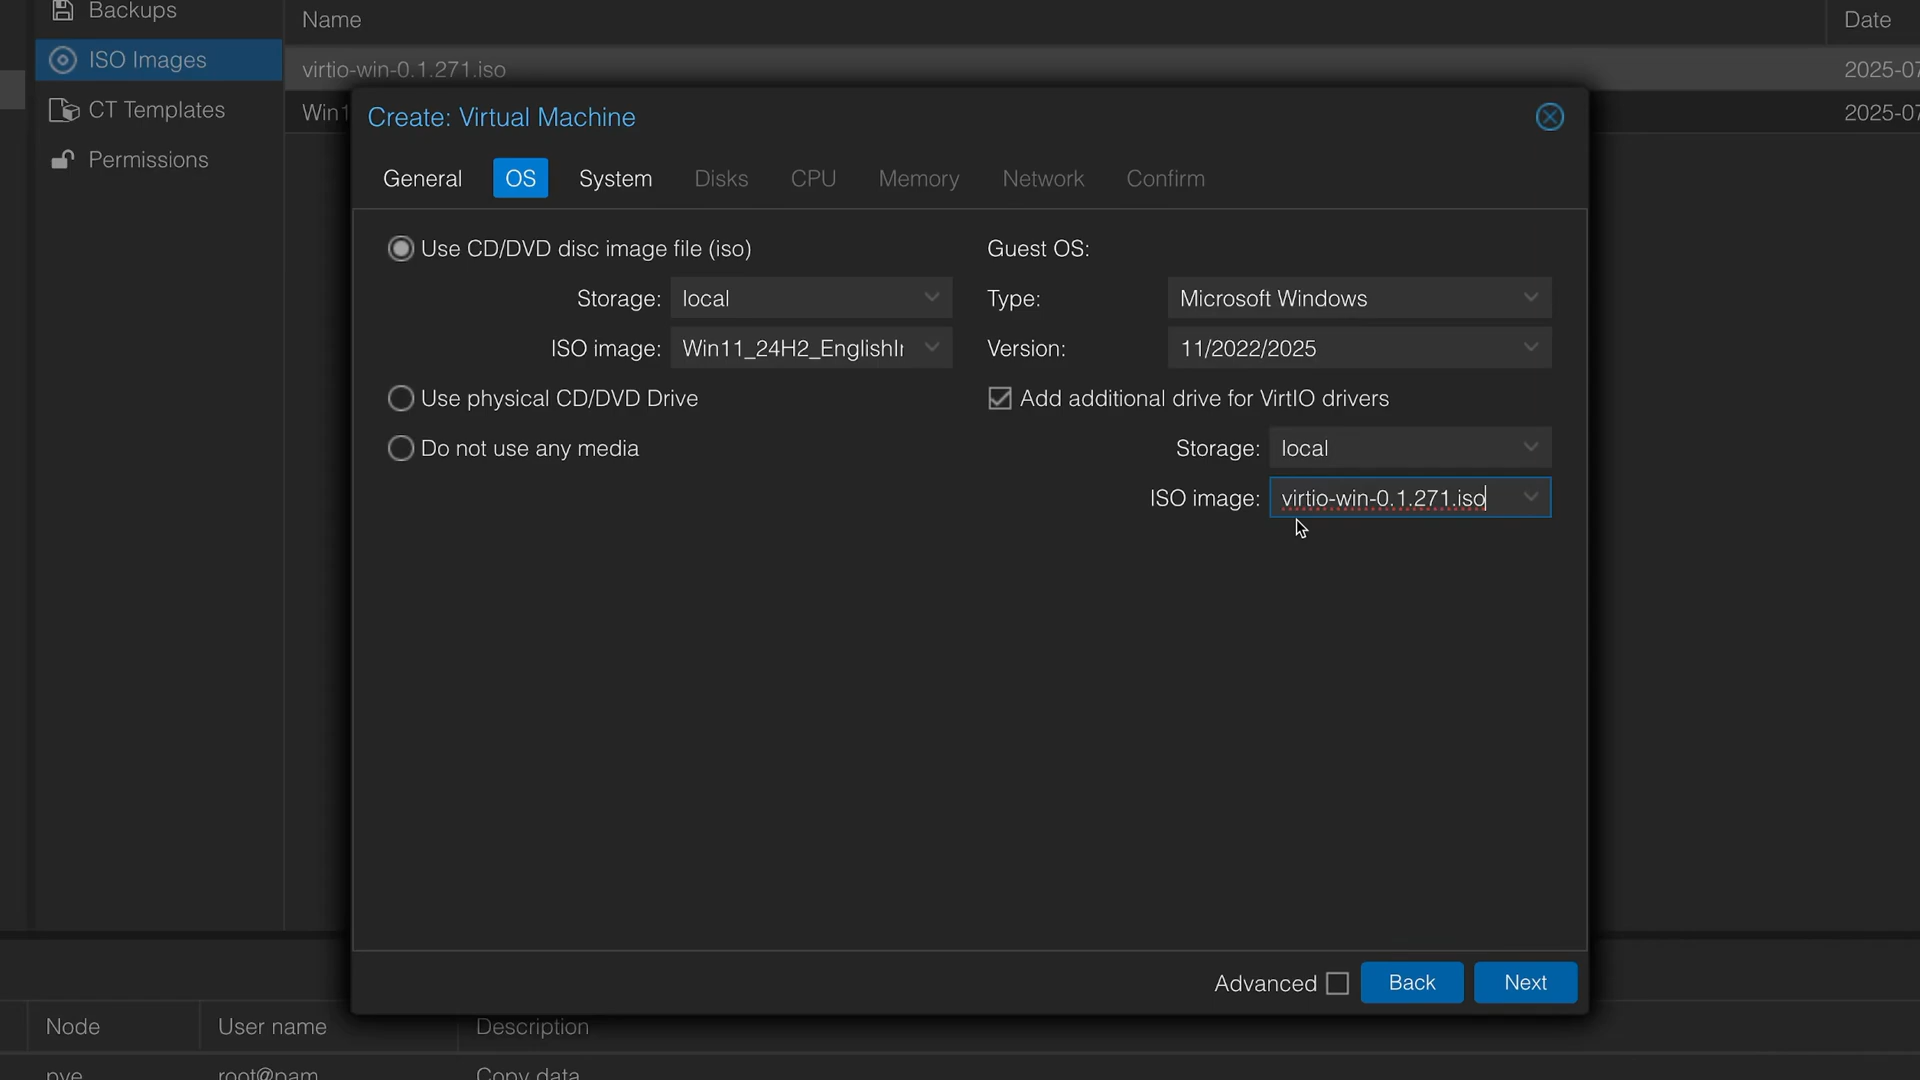 Backups
Name
Date
ISO Images
virtio-win-0.1.271.iso
2025-07
CT Templates
Win1
2025-07
Permissions
Create: Virtual Machine
General
OS
System
Disks
CPU
Memory
Network
Confirm
Use CD/DVD disc image file (iso)
Storage: local
ISO image: Win11_24H2_EnglishIr
Use physical CD/DVD Drive
Do not use any media
Guest OS:
Type: Microsoft Windows
Version: 11/2022/2025
Add additional drive for VirtIO drivers
Storage: local
ISO image: virtio-win-0.1.271.iso
Advanced
Back
Next
Node
User name
Description
pve
root@pam
Copy data